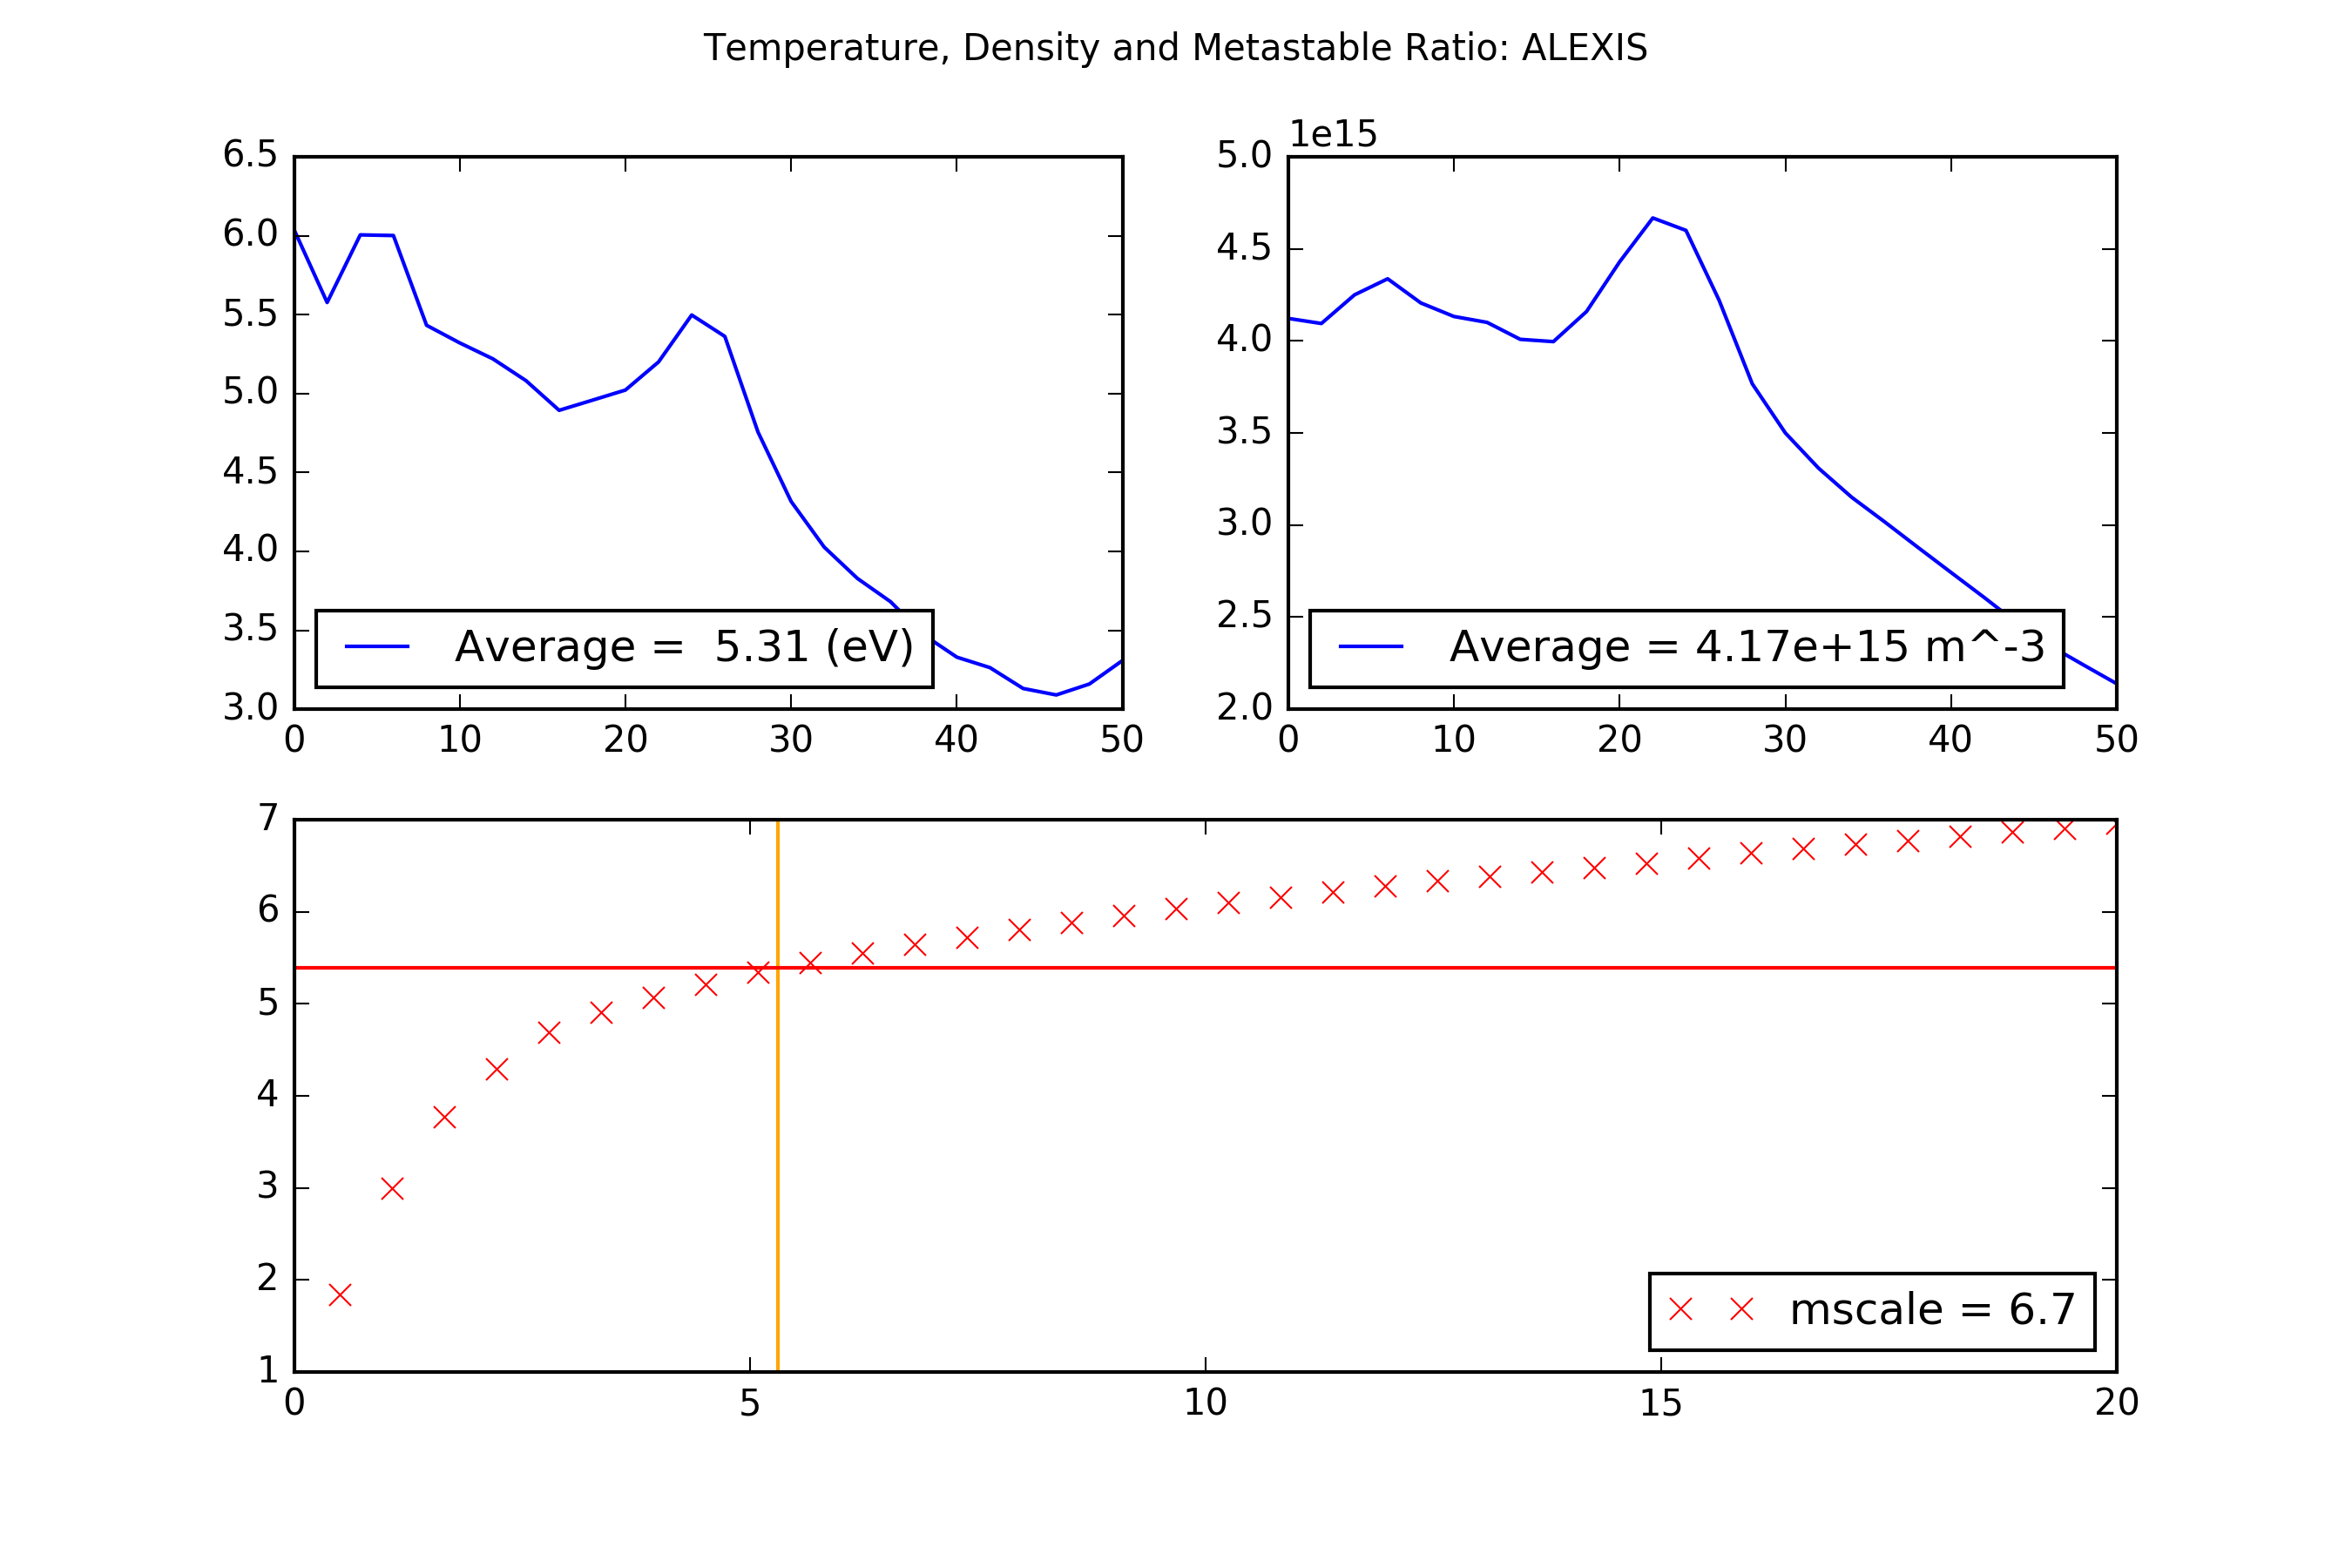 Temperature, Density and Metastable Ratio: ALEXIS
6.5
6.0
5.5
5.0
4.5
4.0
3.5
3.0
Average =  5.31 (eV)
0 10 20 30 40 50
1e15
5.0
4.5
4.0
3.5
3.0
2.5
2.0
Average = 4.17e+15 m^-3
0 10 20 30 40 50
7
6
5
4
3
2
1
mscale = 6.7
0 5 10 15 20